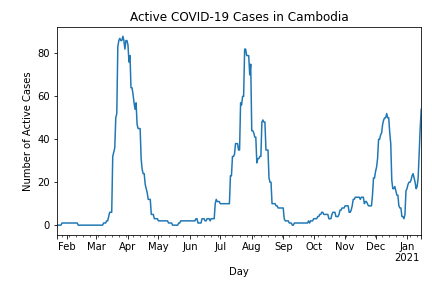 Active COVID-19 Cases in Cambodia
Number of Active Cases
80
60
40
20
0
Feb Mar Apr May Jun Jul Aug Sep Oct Nov Dec Jan
2021
Day